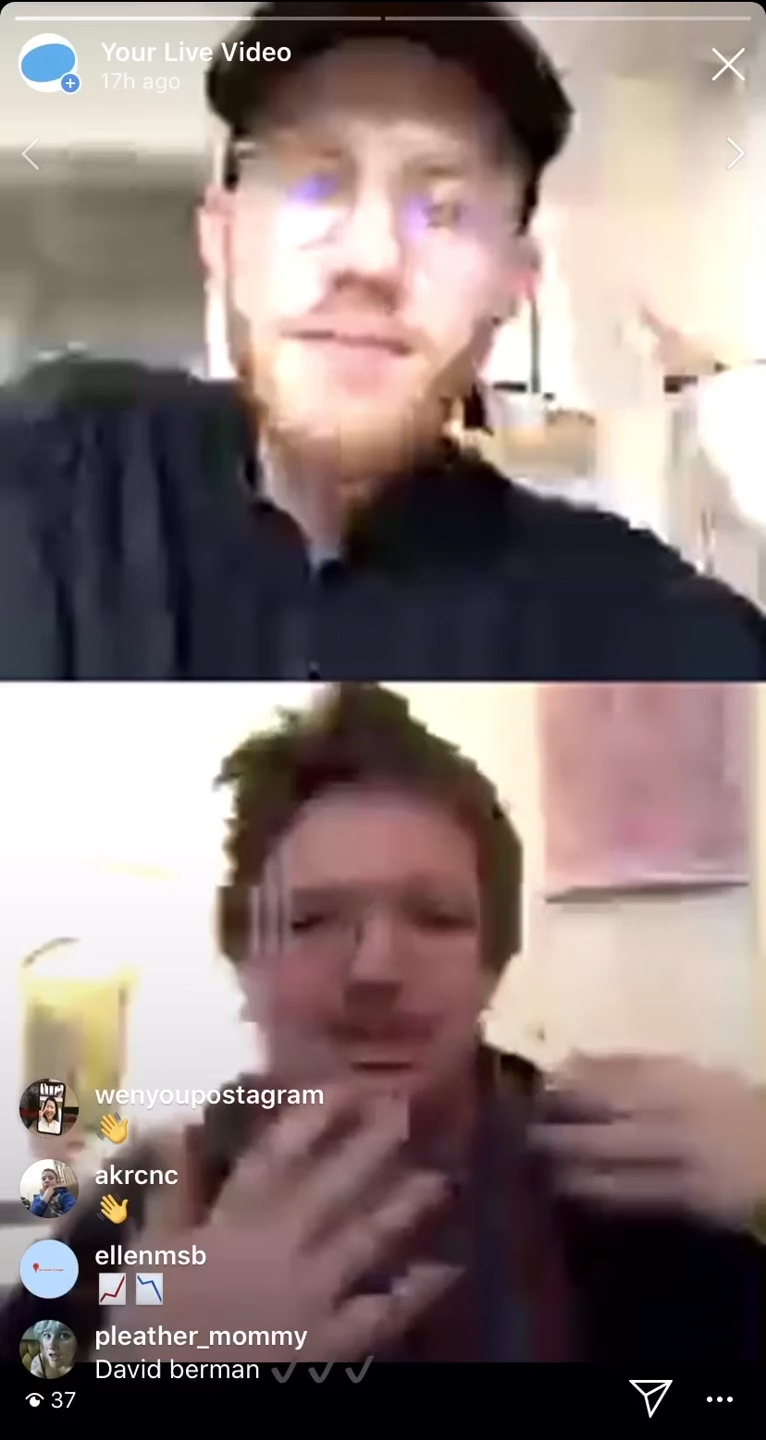 Your Live Video
17h ago
wenyoupostagram
👋
akrcnc
👋
ellenmsb
📈 📉
pleather_mommy
David berman ✔️✔️✔️
37